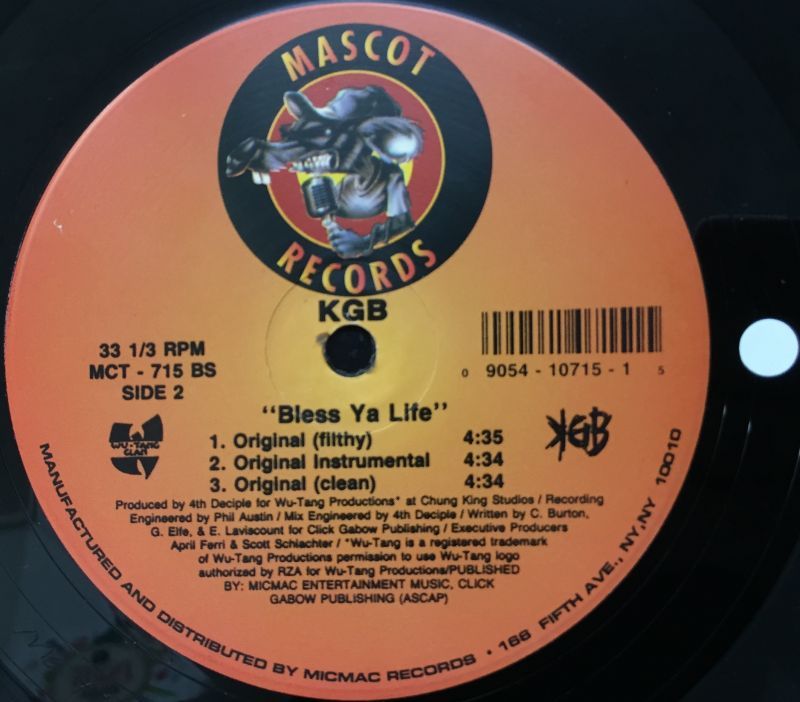 MASCOT
RECORDS
KGB
33 1/3 RPM
MCT - 715 BS
SIDE 2
0 9054 - 10715 - 1 5
"Bless Ya Life"
1. Original (filthy) 4:35
2. Original Instrumental 4:34
3. Original (clean) 4:34
WU-TANG
CLAN
KGB
Produced by 4th Deciple for Wu-Tang Productions* at Chung King Studios / Recording
Engineered by Phil Austin / Mix Engineered by 4th Deciple / Written by C. Burton,
G. Elfe, & E. Laviscount for Click Gabow Publishing / Executive Producers
April Ferri & Scott Schlachter / *Wu-Tang is a registered trademark
of Wu-Tang Productions permission to use Wu-Tang logo
authorized by RZA for Wu-Tang Productions/PUBLISHED
BY: MICMAC ENTERTAINMENT MUSIC, CLICK
GABOW PUBLISHING (ASCAP)
MANUFACTURED AND DISTRIBUTED BY MICMAC RECORDS • 166 FIFTH AVE., NY, NY 10010